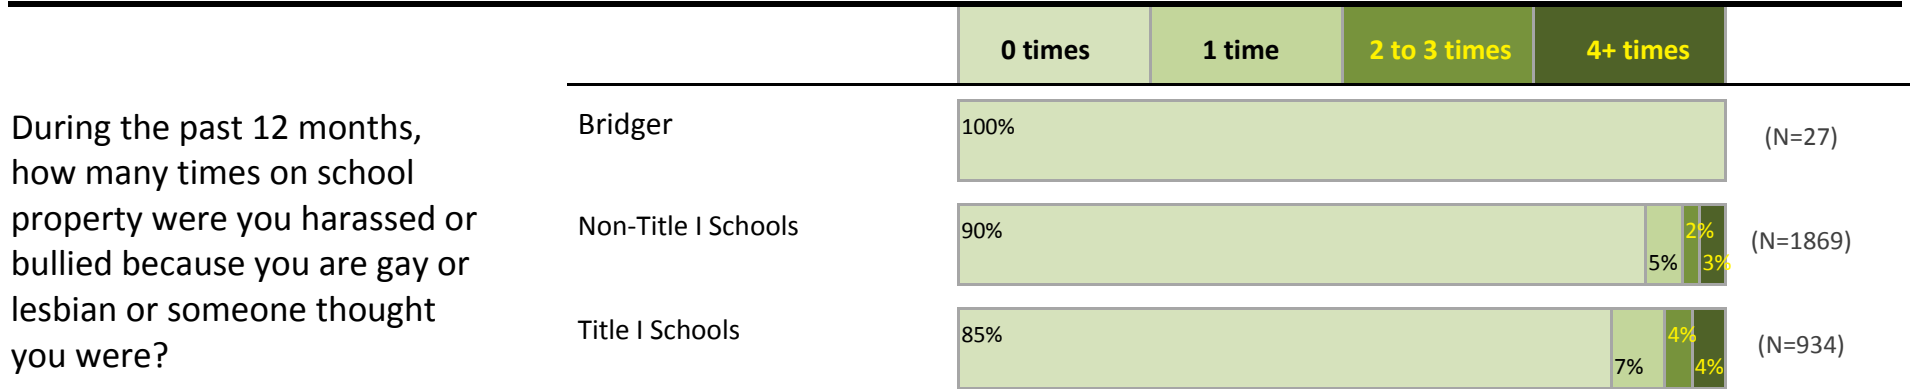 0 times 1 time 2 to 3 times 4+ times
During the past 12 months,
how many times on school
property were you harassed or
bullied because you are gay or
lesbian or someone thought
you were?
Bridger 100% (N=27)
Non-Title I Schools 90% 5% 2% 3% (N=1869)
Title I Schools 85% 7% 4% 4% (N=934)